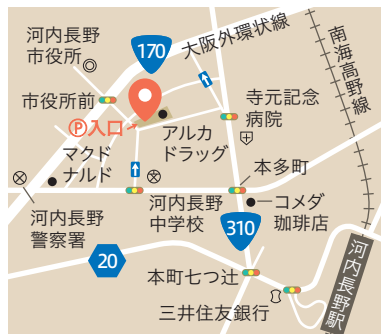 河内長野
市役所
170
大阪外環状線
南海高野線
市役所前
Ⓟ入口
寺元記念
病院
アルカ
ドラッグ
マクド
ナルド
本多町
河内長野
警察署
河内長野
中学校
コメダ
珈琲店
310
20
本町七つ辻
河内長野駅
三井住友銀行